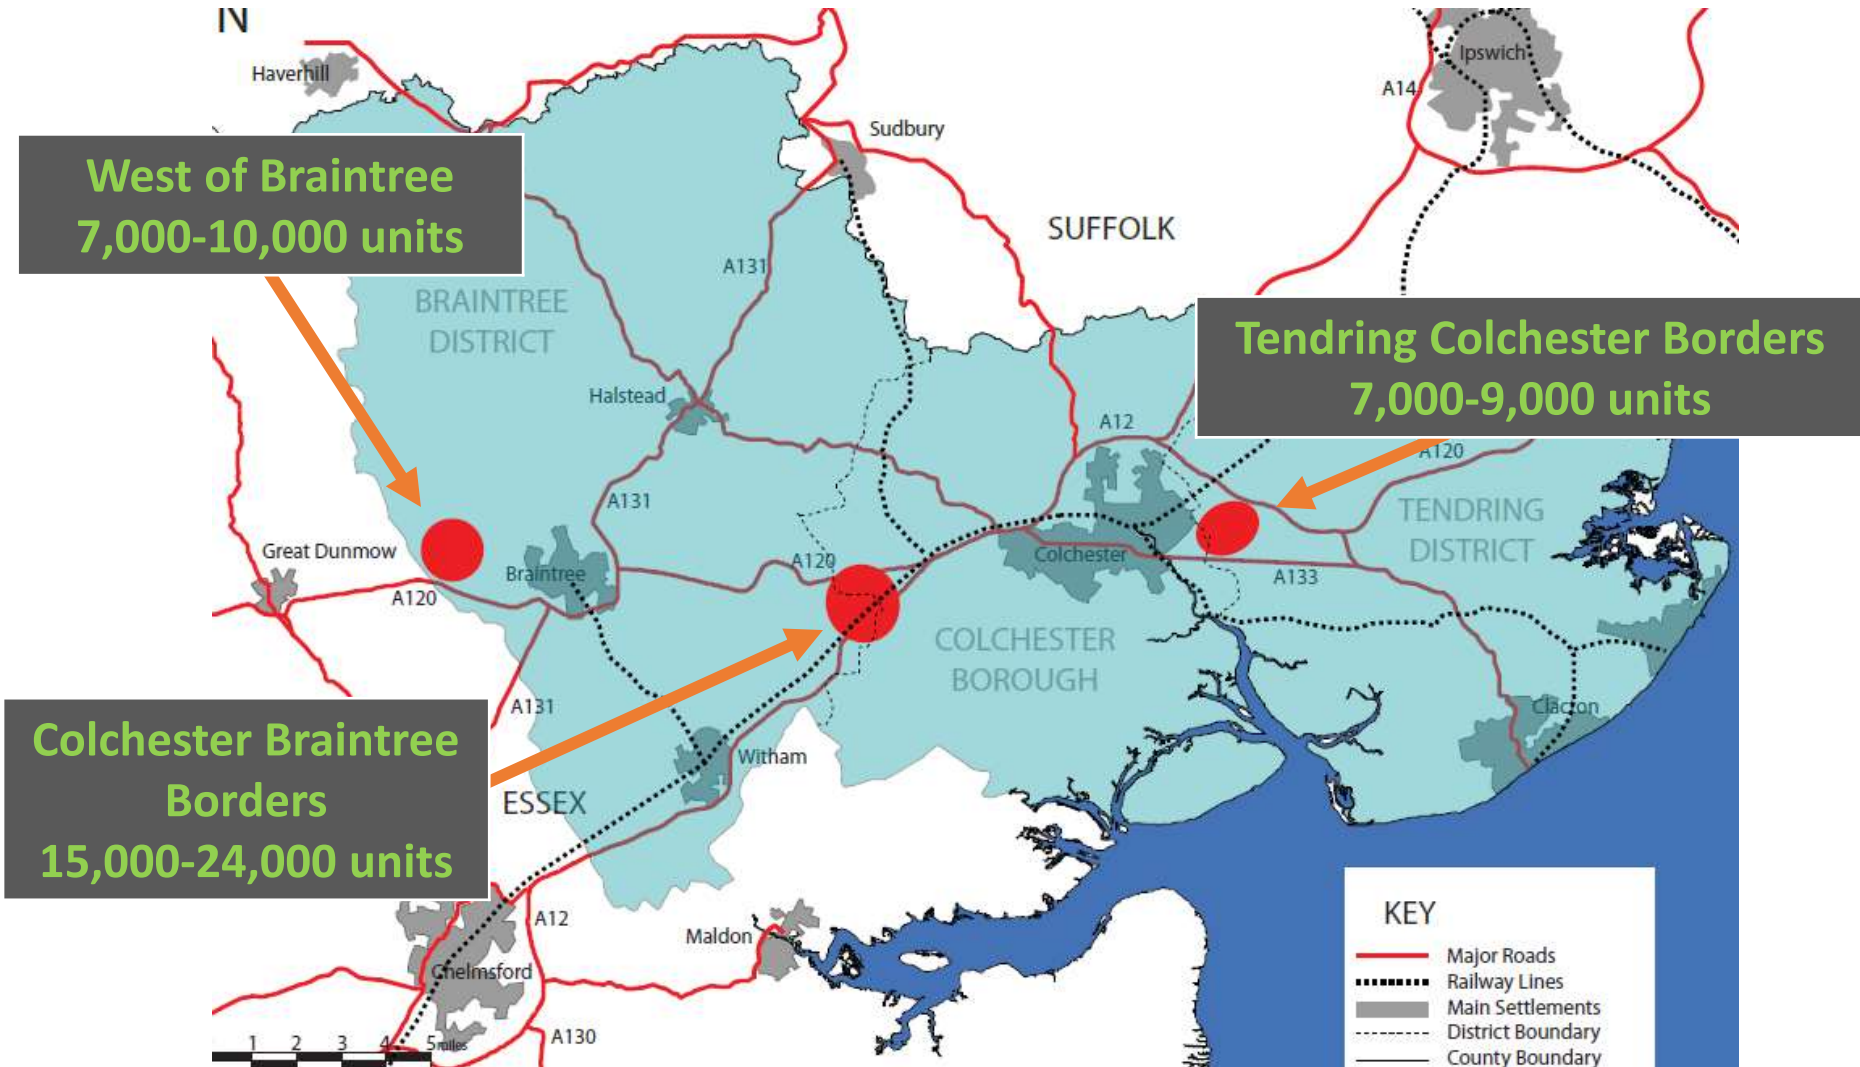 N
Haverhill
Ipswich
A14
Sudbury
West of Braintree
7,000-10,000 units
SUFFOLK
A131
BRAINTREE
DISTRICT
Tendring Colchester Borders
7,000-9,000 units
Halstead
A12
A120
A131
TENDRING
DISTRICT
Great Dunmow
Braintree
A120
Colchester
A133
A120
COLCHESTER
BOROUGH
A131
Clacton
Colchester Braintree
Borders
15,000-24,000 units
Witham
ESSEX
A12
Maldon
Chelmsford
A130
1 2 3 4 5 miles
KEY
Major Roads
Railway Lines
Main Settlements
District Boundary
County Boundary